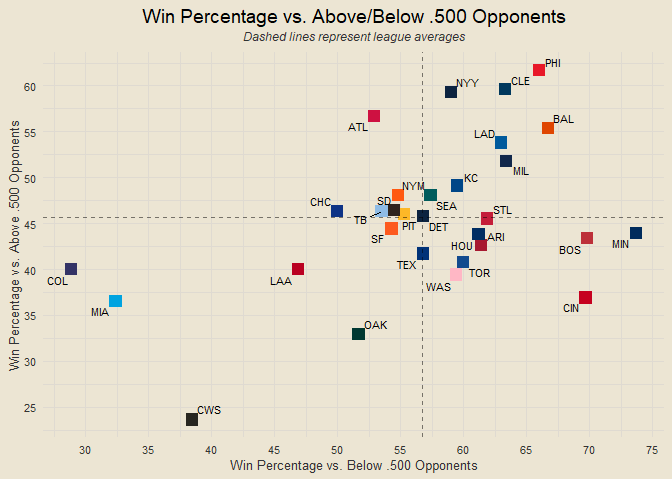 Win Percentage vs. Above/Below .500 Opponents
Dashed lines represent league averages
Win Percentage vs. Above .500 Opponents
60
55
50
45
40
35
30
25
PHI
NYY
CLE
ATL
BAL
LAD
MIL
KC
NYM
SD
CHC
TB
SEA
STL
PIT
DET
SF
ARI
HOU
BOS
MIN
TEX
TOR
COL
LAA
WAS
MIA
CIN
OAK
CWS
30
35
40
45
50
55
60
65
70
75
Win Percentage vs. Below .500 Opponents